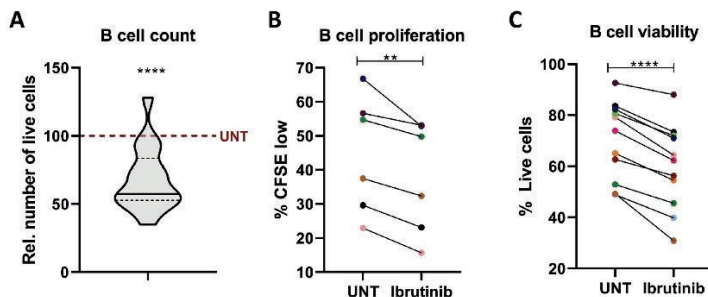 A
B cell count
****
Rel. number of live cells
150
100
50
0
UNT
B
B cell proliferation
**
% CFSE low
70
60
50
40
30
20
10
UNT Ibrutinib
C
B cell viability
****
% Live cells
100
80
60
40
20
UNT Ibrutinib